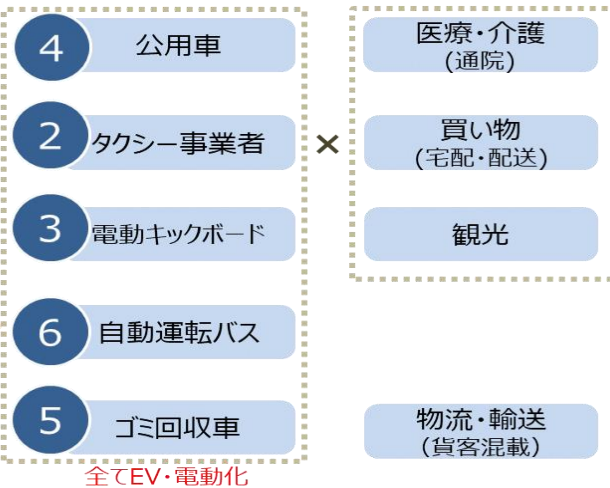 4 公用車
医療・介護
(通院)
2 タクシー事業者
×
買い物
(宅配・配送)
3 電動キックボード
観光
6 自動運転バス
5 ゴミ回収車
物流・輸送
(貨客混載)
全てEV・電動化